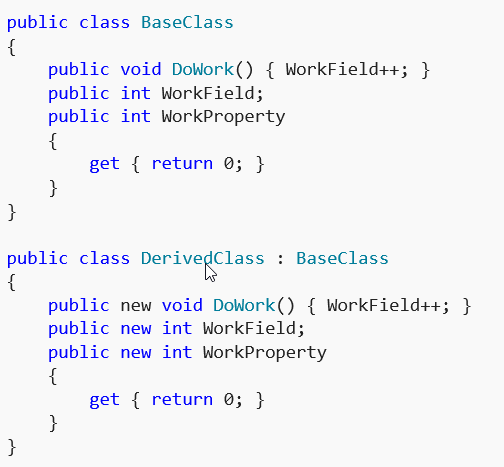 public class BaseClass
{
    public void DoWork() { WorkField++; }
    public int WorkField;
    public int WorkProperty
    {
        get { return 0; }
    }
}

public class DerivedClass : BaseClass
{
    public new void DoWork() { WorkField++; }
    public new int WorkField;
    public new int WorkProperty
    {
        get { return 0; }
    }
}